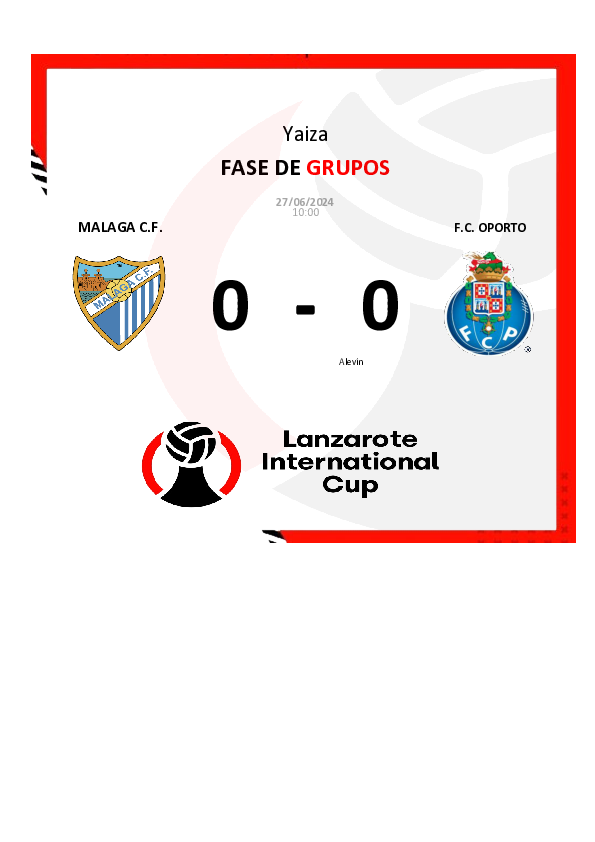 Yaiza
FASE DE GRUPOS
27/06/2024
10:00
MALAGA C.F.
F.C. OPORTO
MALAGA C.F.
0 - 0
F C P
®
Alevin
Lanzarote
International
Cup